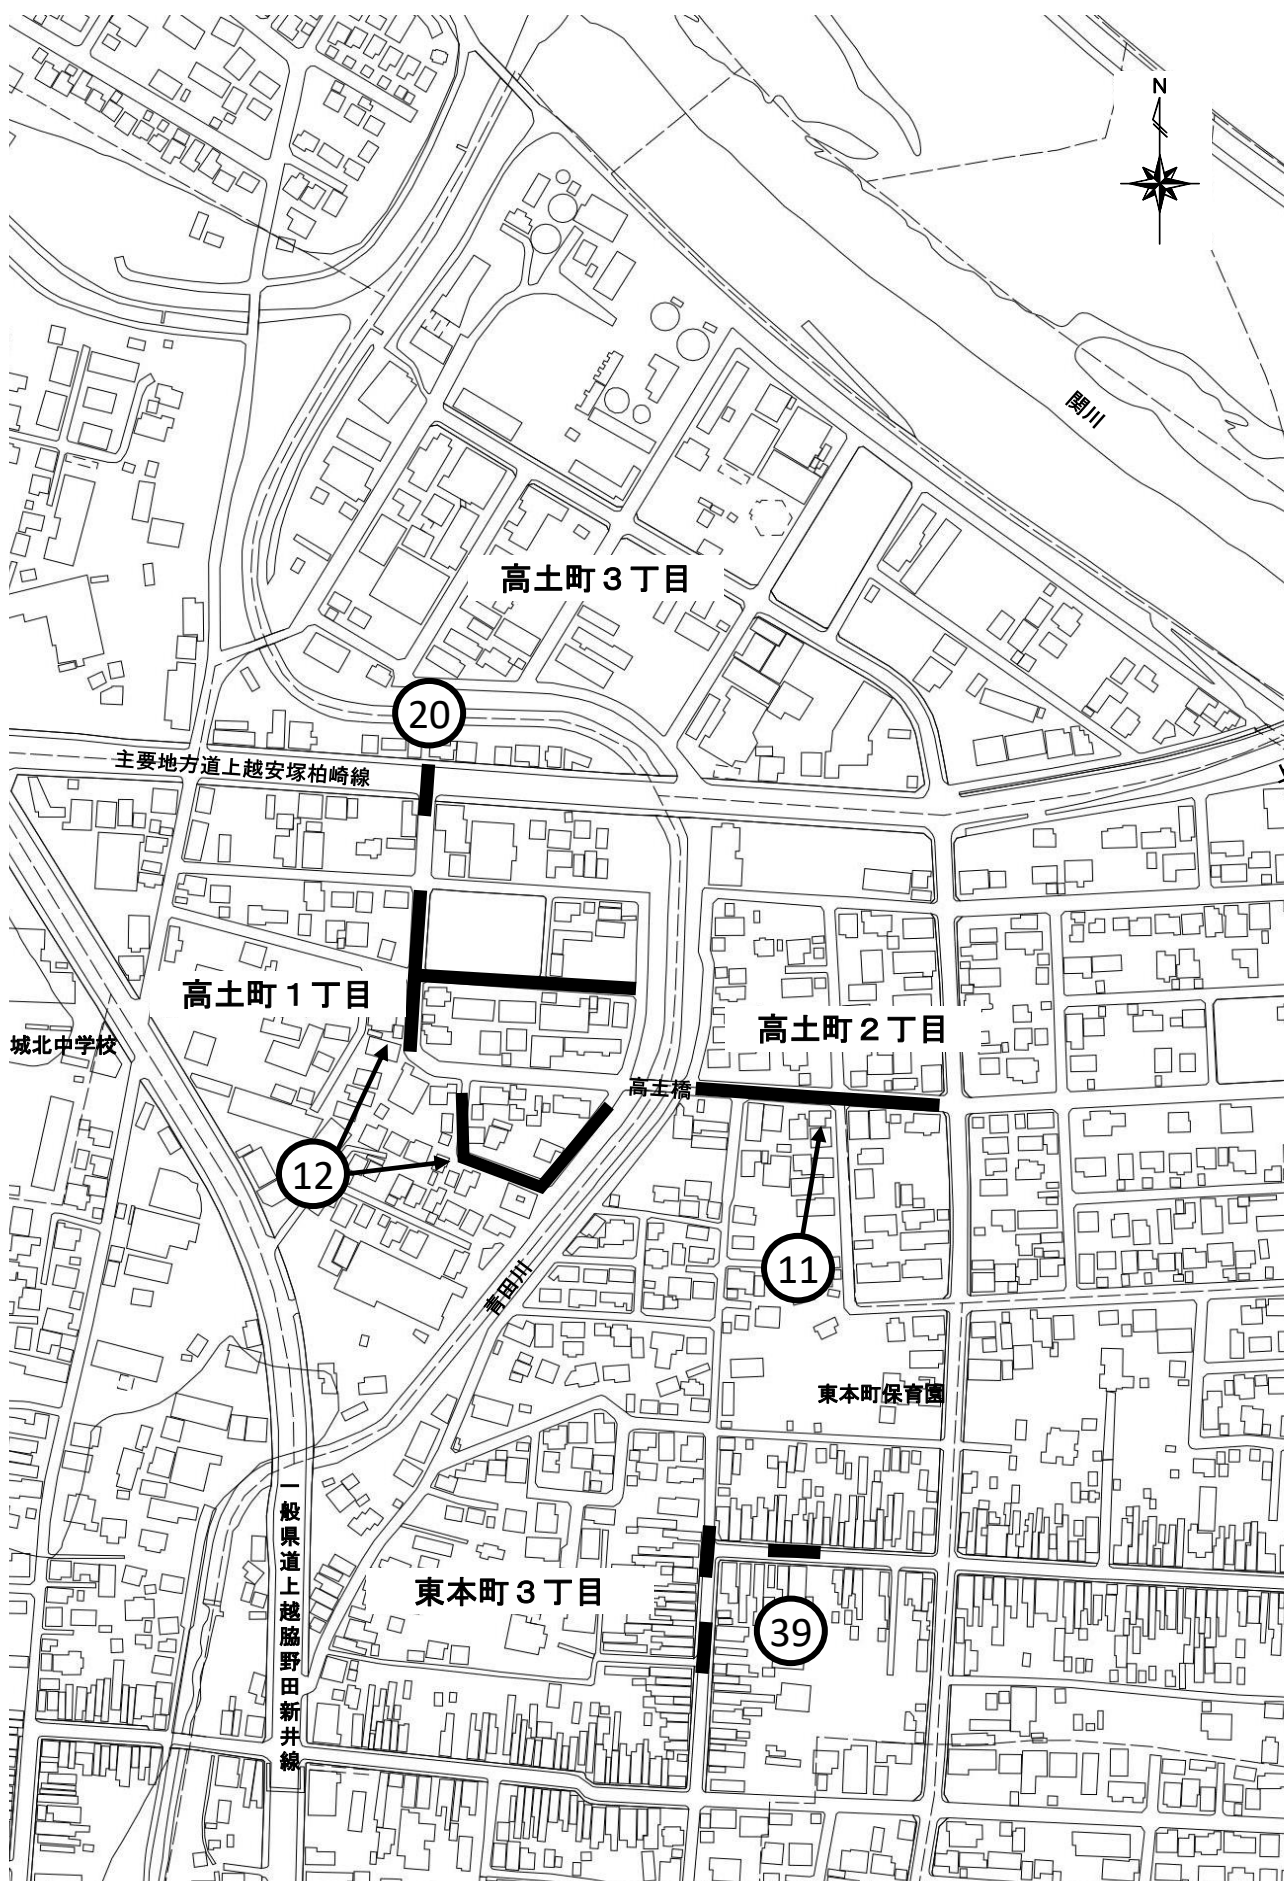 N
関川
高土町３丁目
20
主要地方道上越安塚柏崎線
高土町１丁目
高土町２丁目
城北中学校
高土橋
12
11
青田川
東本町保育園
一般県道上越脇野田新井線
東本町３丁目
39